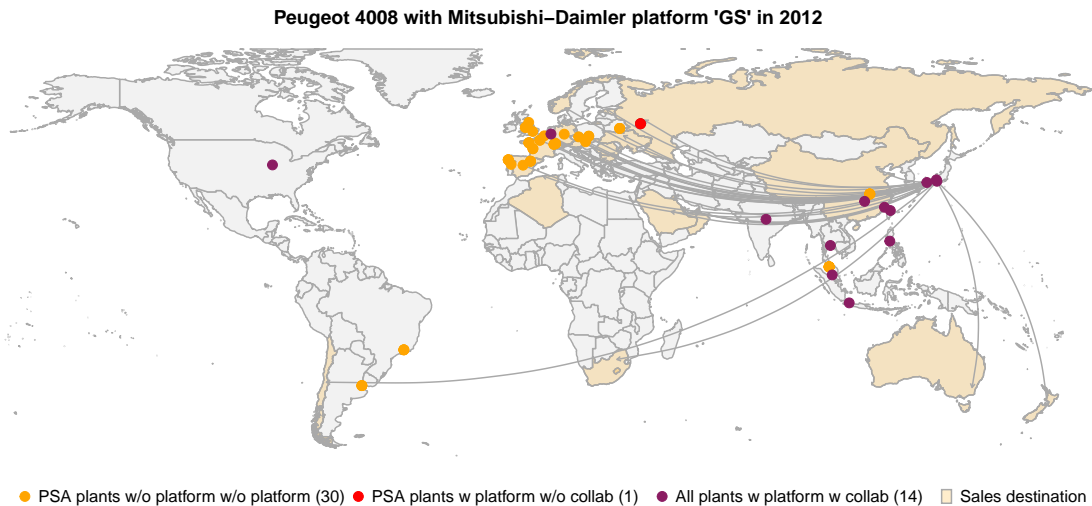 Peugeot 4008 with Mitsubishi−Daimler platform 'GS' in 2012
PSA plants w/o platform w/o platform (30) PSA plants w platform w/o collab (1) All plants w platform w collab (14) Sales destination